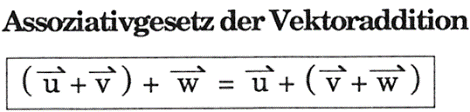 Assoziativgesetz der Vektoraddition
(u⃗ + v⃗) + w⃗ = u⃗ + (v⃗ + w⃗)